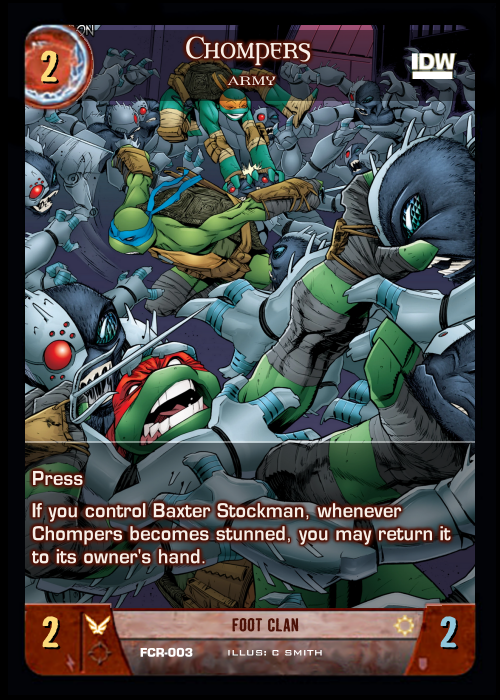 2
CHOMPERS
ARMY
IDW
Press
If you control Baxter Stockman, whenever
Chompers becomes stunned, you may return it
to its owner's hand.
2
FOOT CLAN
2
FCR-003
ILLUS: C SMITH